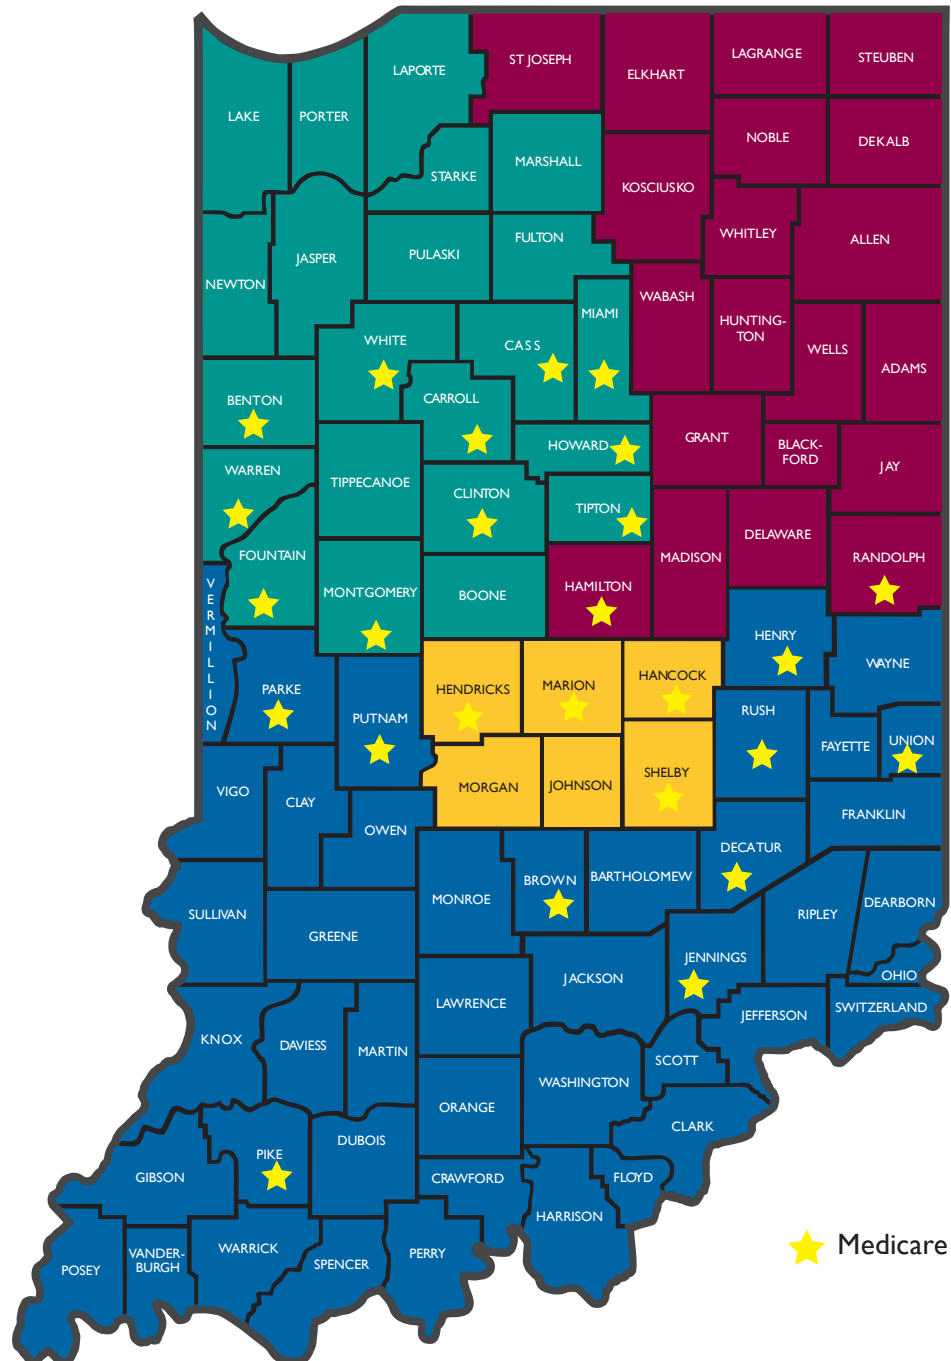 LAGRANGE
STEUBEN
ST JOSEPH
LAPORTE
ELKHART
LAKE
PORTER
NOBLE
DEKALB
MARSHALL
STARKE
KOSCIUSKO
WHITLEY
ALLEN
FULTON
PULASKI
JASPER
NEWTON
WABASH
MIAMI
HUNTING-
TON
WHITE
CASS
WELLS
ADAMS
CARROLL
BENTON
GRANT
HOWARD
BLACK-
FORD
JAY
WARREN
TIPPECANOE
CLINTON
TIPTON
DELAWARE
FOUNTAIN
MADISON
RANDOLPH
MONTGOMERY
BOONE
HAMILTON
VERMILLION
HENRY
WAYNE
HANCOCK
MARION
HENDRICKS
PARKE
PUTNAM
RUSH
UNION
FAYETTE
SHELBY
JOHNSON
MORGAN
VIGO
CLAY
FRANKLIN
OWEN
DECATUR
BARTHOLOMEW
BROWN
MONROE
DEARBORN
RIPLEY
SULLIVAN
GREENE
JENNINGS
JACKSON
OHIO
LAWRENCE
SWITZERLAND
JEFFERSON
KNOX
DAVIESS
MARTIN
SCOTT
WASHINGTON
ORANGE
CLARK
DUBOIS
PIKE
GIBSON
CRAWFORD
FLOYD
HARRISON
WARRICK
PERRY
VANDER-
BURGH
SPENCER
POSEY
Medicare